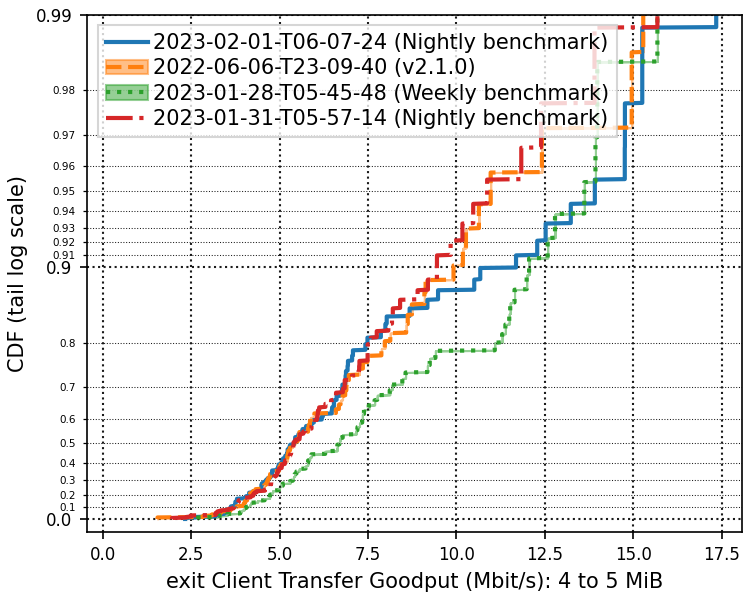 0.99
2023-02-01-T06-07-24 (Nightly benchmark)
2022-06-06-T23-09-40 (v2.1.0)
2023-01-28-T05-45-48 (Weekly benchmark)
2023-01-31-T05-57-14 (Nightly benchmark)
0.98
0.97
0.96
0.95
0.94
0.93
0.92
0.91
0.9
0.8
0.7
0.6
0.5
0.4
0.3
0.2
0.1
0.0
CDF (tail log scale)
0.0 2.5 5.0 7.5 10.0 12.5 15.0 17.5
exit Client Transfer Goodput (Mbit/s): 4 to 5 MiB